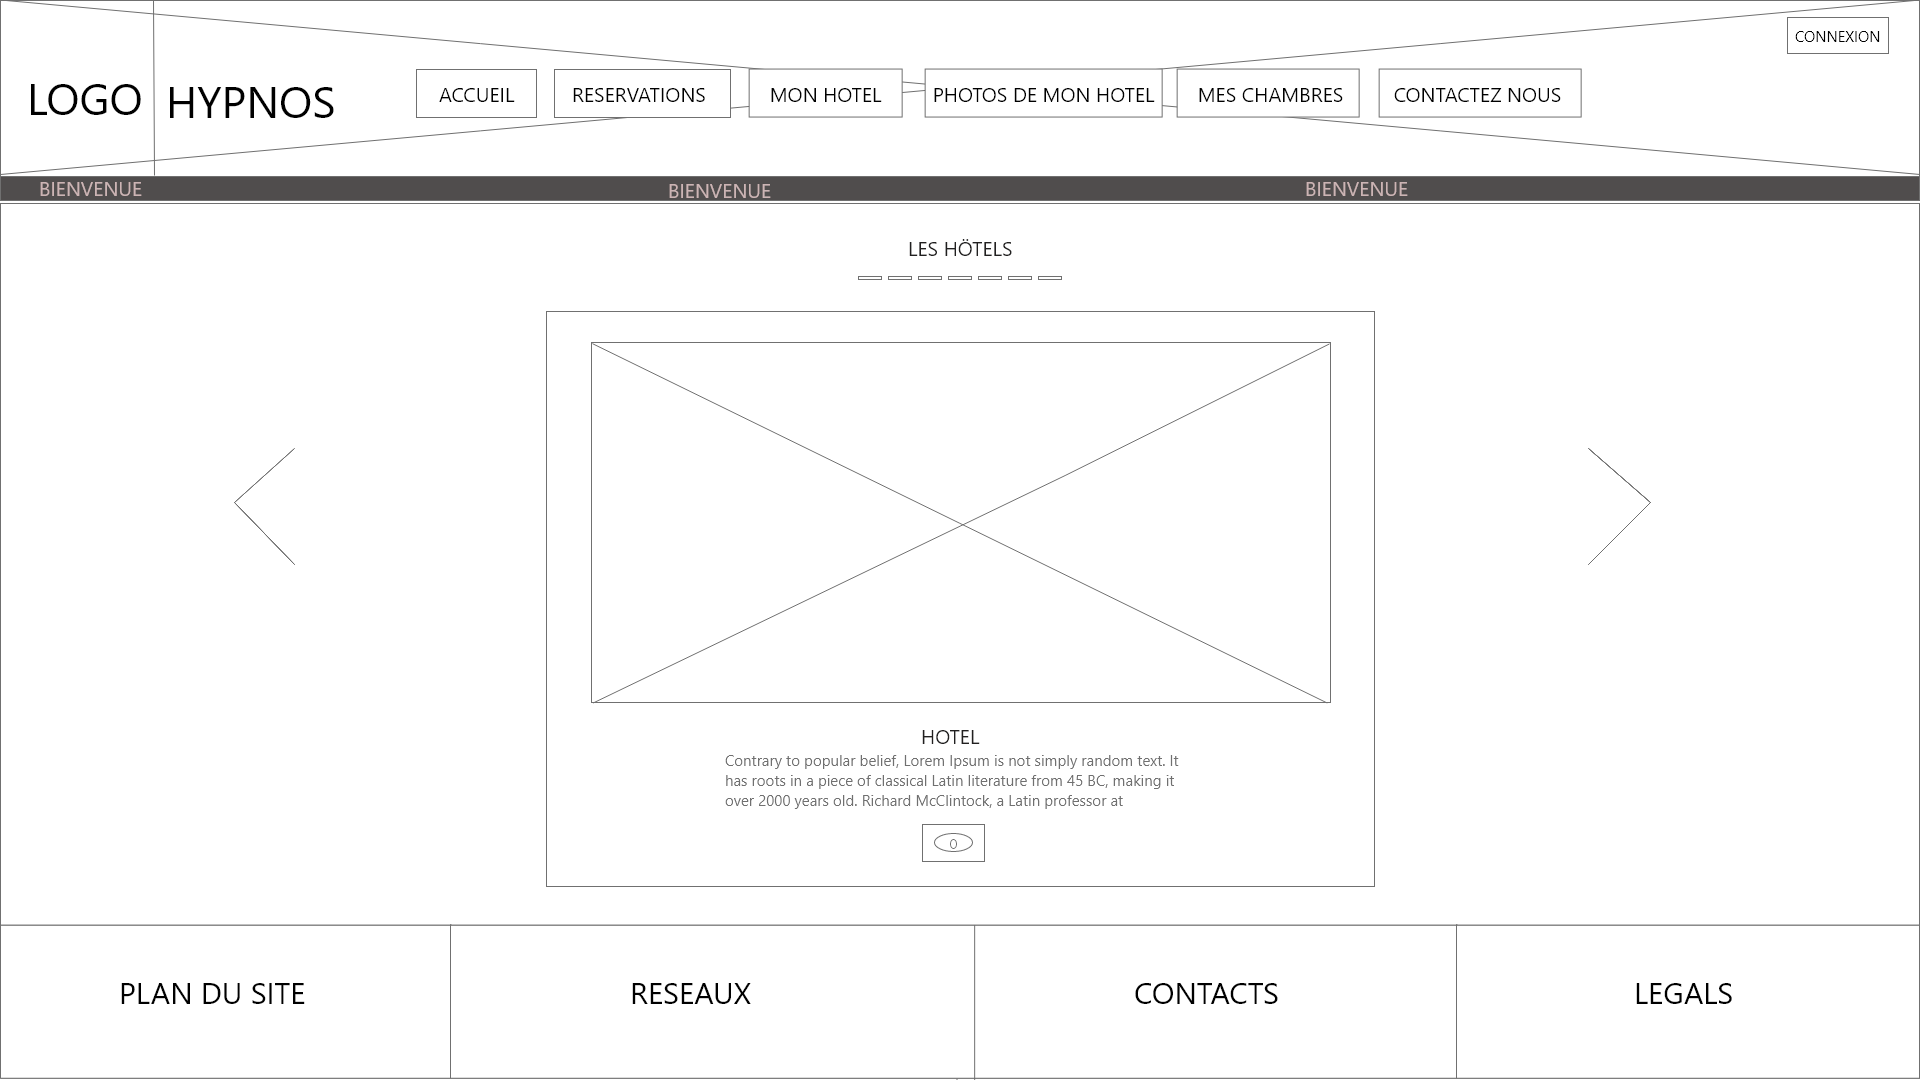 CONNEXION
LOGO
HYPNOS
ACCUEIL
RESERVATIONS
MON HOTEL
PHOTOS DE MON HOTEL
MES CHAMBRES
CONTACTEZ NOUS
BIENVENUE
BIENVENUE
BIENVENUE
LES HÖTELS
HOTEL
Contrary to popular belief, Lorem Ipsum is not simply random text. It
has roots in a piece of classical Latin literature from 45 BC, making it
over 2000 years old. Richard McClintock, a Latin professor at
PLAN DU SITE
RESEAUX
CONTACTS
LEGALS